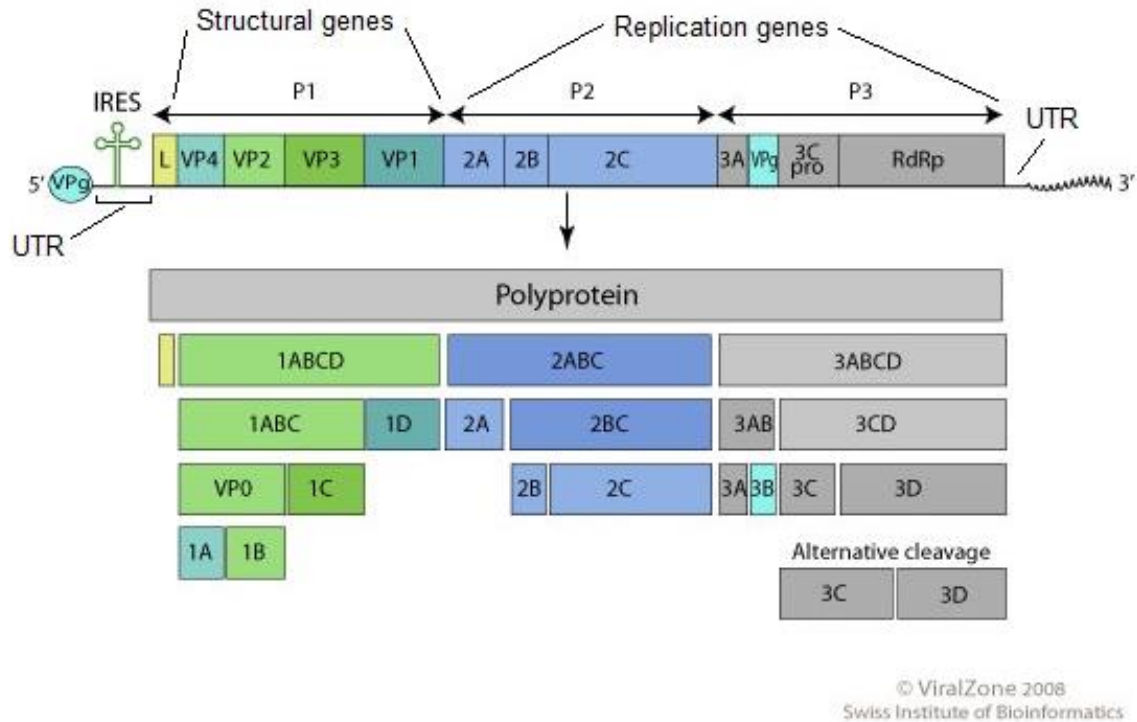 Structural genes
Replication genes
IRES
P1
P2
P3
UTR
L VP4 VP2 VP3 VP1 2A 2B 2C 3A VPg 3C pro RdRp
5' VPg
3'
UTR
Polyprotein
1ABCD 2ABC 3ABCD
1ABC 1D 2A 2BC 3AB 3CD
VP0 1C 2B 2C 3A 3B 3C 3D
1A 1B
Alternative cleavage
3C 3D
© ViralZone 2008
Swiss Institute of Bioinformatics